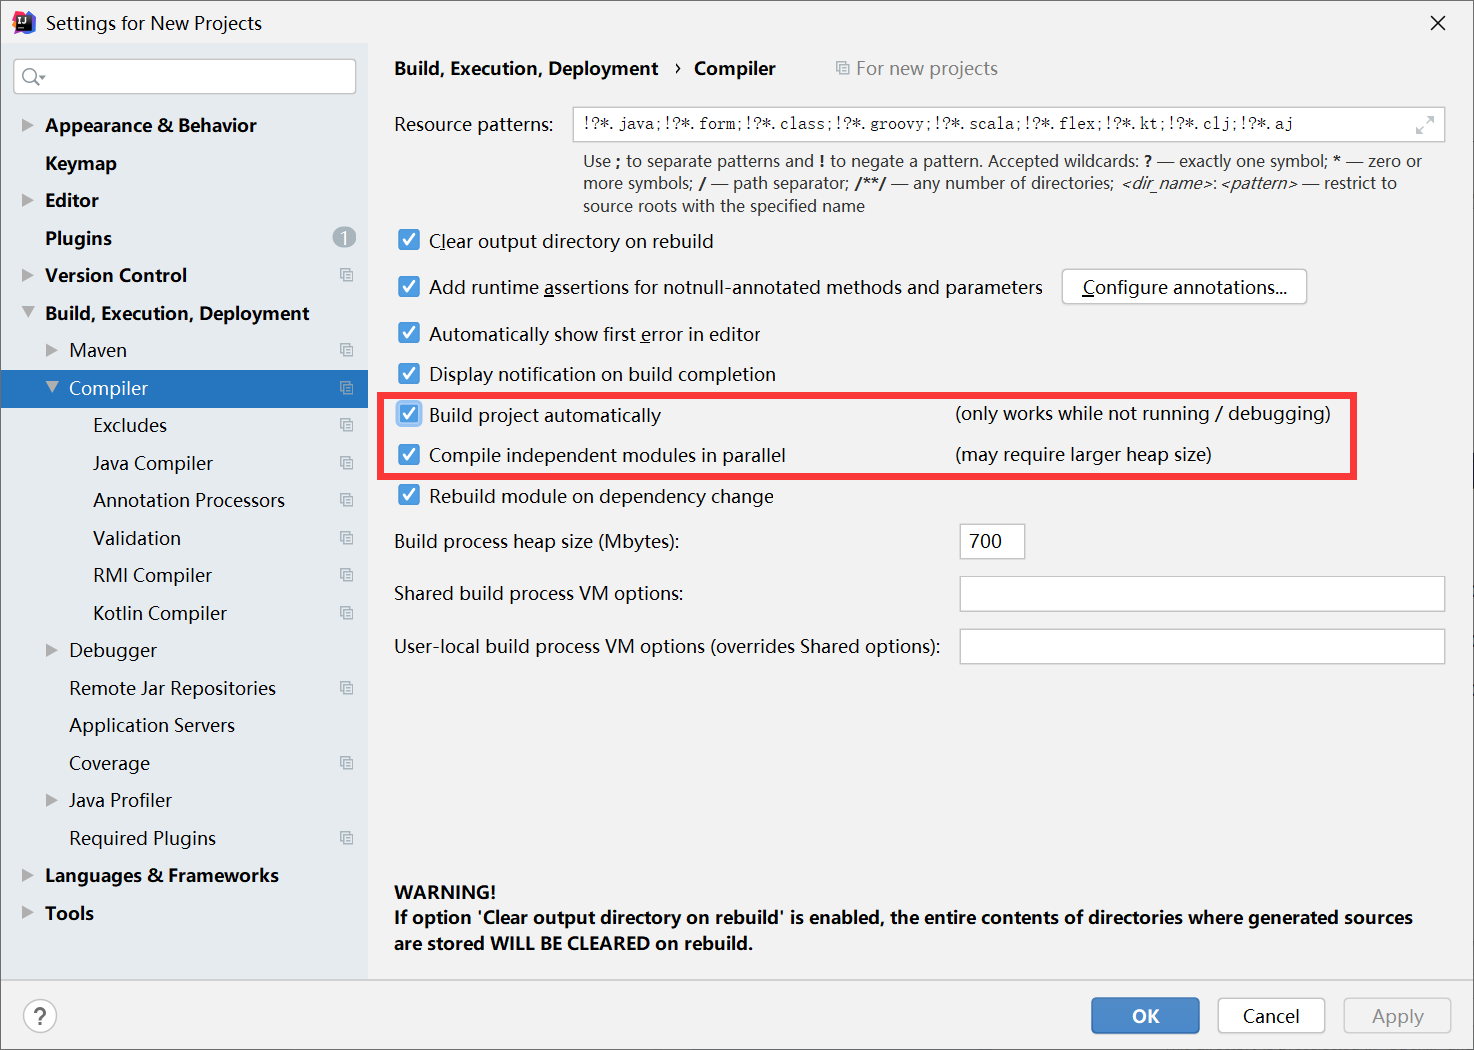 Settings for New Projects
Appearance & Behavior
Keymap
Editor
Plugins 1
Version Control
Build, Execution, Deployment
Maven
Compiler
Excludes
Java Compiler
Annotation Processors
Validation
RMI Compiler
Kotlin Compiler
Debugger
Remote Jar Repositories
Application Servers
Coverage
Java Profiler
Required Plugins
Languages & Frameworks
Tools
Build, Execution, Deployment › Compiler For new projects
Resource patterns: !?*.java;!?*.form;!?*.class;!?*.groovy;!?*.scala;!?*.flex;!?*.kt;!?*.clj;!?*.aj
Use ; to separate patterns and ! to negate a pattern. Accepted wildcards: ? — exactly one symbol; * — zero or
more symbols; / — path separator; /**/ — any number of directories; <dir_name>:<pattern> — restrict to
source roots with the specified name
Clear output directory on rebuild
Add runtime assertions for notnull-annotated methods and parameters Configure annotations...
Automatically show first error in editor
Display notification on build completion
Build project automatically (only works while not running / debugging)
Compile independent modules in parallel (may require larger heap size)
Rebuild module on dependency change
Build process heap size (Mbytes): 700
Shared build process VM options:
User-local build process VM options (overrides Shared options):
WARNING!
If option 'Clear output directory on rebuild' is enabled, the entire contents of directories where generated sources
are stored WILL BE CLEARED on rebuild.
? OK Cancel Apply